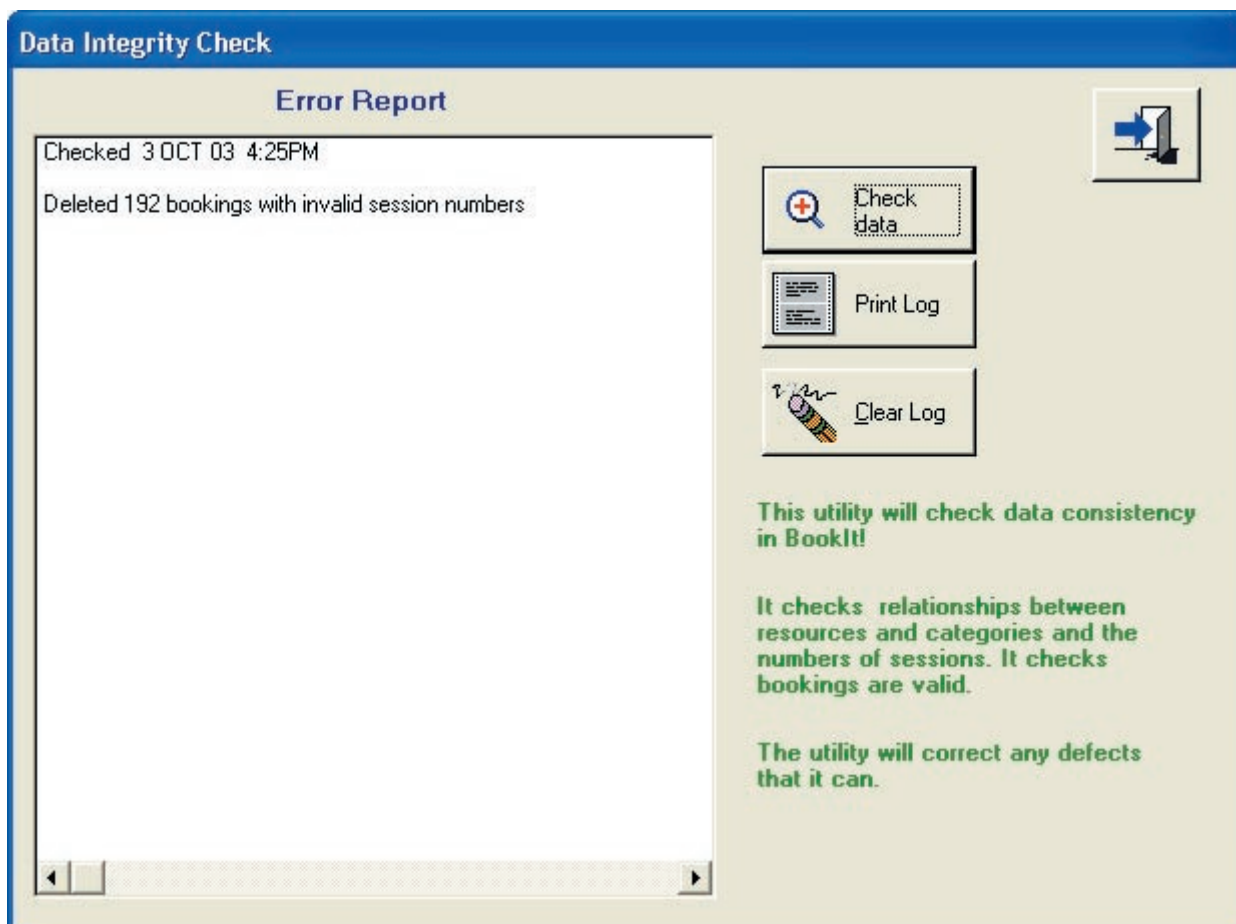 Data Integrity Check
Error Report
Checked 3 OCT 03 4:25PM
Deleted 192 bookings with invalid session numbers
Check
data
Print Log
Clear Log
This utility will check data consistency
in BookIt!
It checks relationships between
resources and categories and the
numbers of sessions. It checks
bookings are valid.
The utility will correct any defects
that it can.